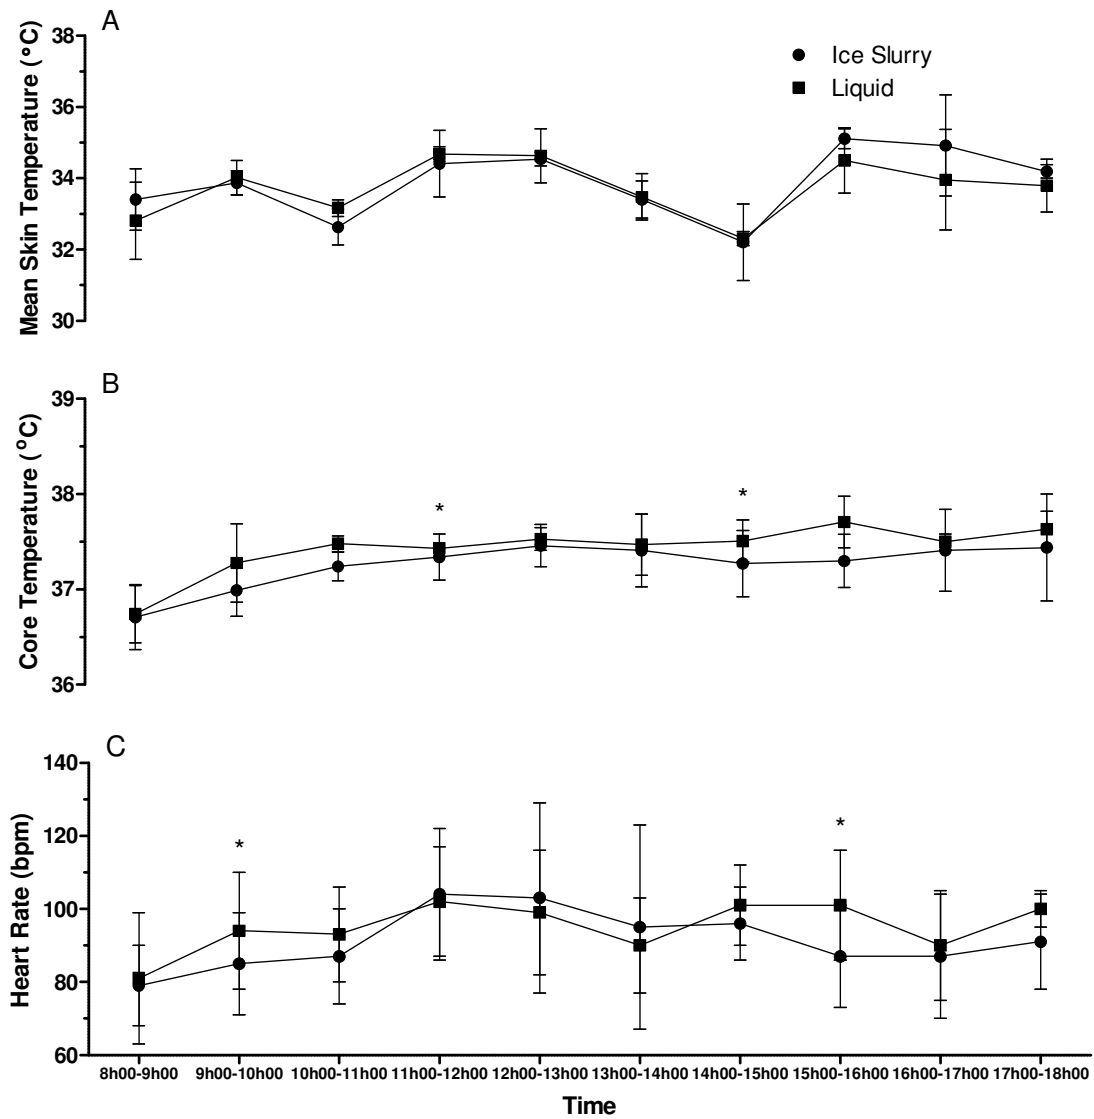 A
Mean Skin Temperature (°C)
38
36
34
32
30
Ice Slurry
Liquid
B
Core Temperature (°C)
39
38
37
36
*
*
C
Heart Rate (bpm)
140
120
100
80
60
*
*
8h00-9h00 9h00-10h00 10h00-11h00 11h00-12h00 12h00-13h00 13h00-14h00 14h00-15h00 15h00-16h00 16h00-17h00 17h00-18h00
Time